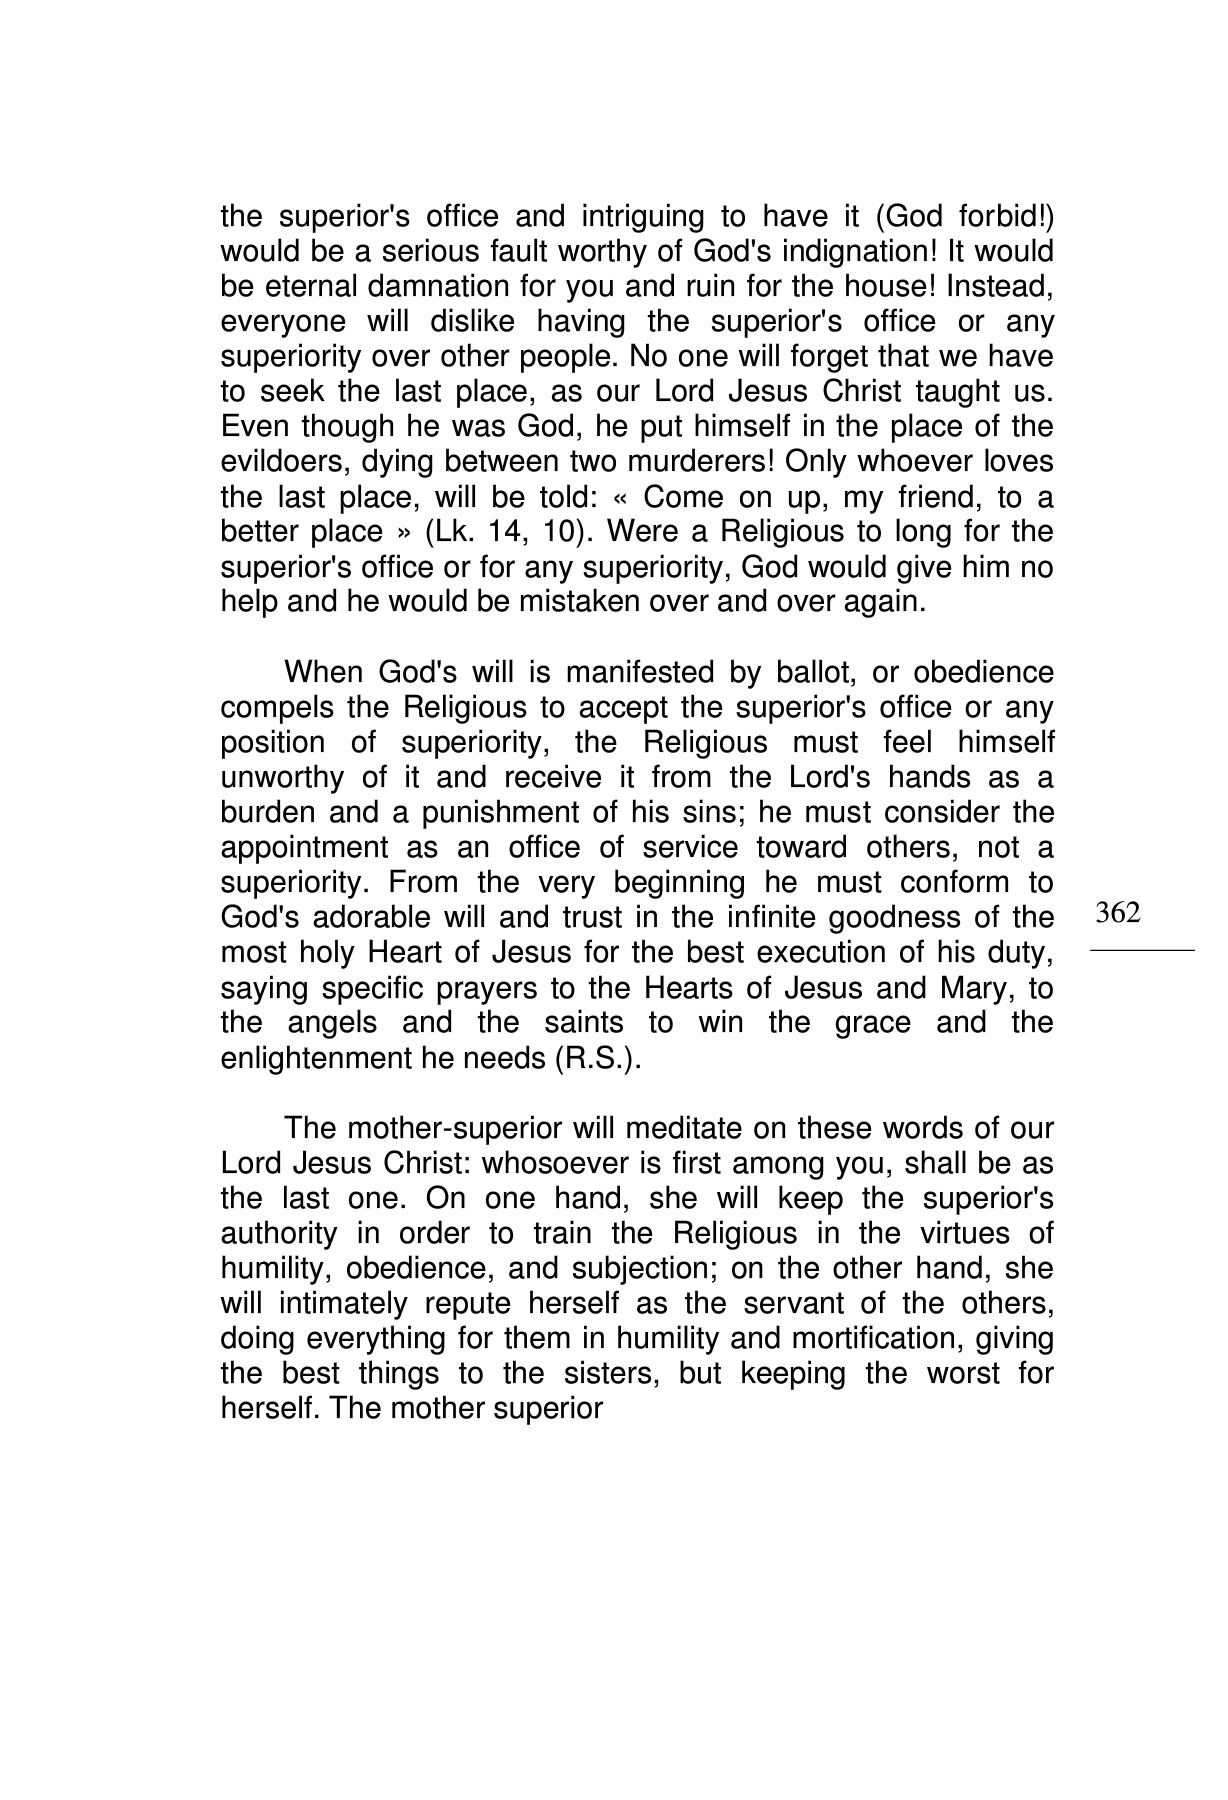 the superior's office and intriguing to have it (God forbid!)
would be a serious fault worthy of God's indignation! It would
be eternal damnation for you and ruin for the house! Instead,
everyone will dislike having the superior's office or any
superiority over other people. No one will forget that we have
to seek the last place, as our Lord Jesus Christ taught us.
Even though he was God, he put himself in the place of the
evildoers, dying between two murderers! Only whoever loves
the last place, will be told: « Come on up, my friend, to a
better place » (Lk. 14, 10). Were a Religious to long for the
superior's office or for any superiority, God would give him no
help and he would be mistaken over and over again.
When God's will is manifested by ballot, or obedience
compels the Religious to accept the superior's office or any
position of superiority, the Religious must feel himself
unworthy of it and receive it from the Lord's hands as a
burden and a punishment of his sins; he must consider the
appointment as an office of service toward others, not a
superiority. From the very beginning he must conform to
God's adorable will and trust in the infinite goodness of the
most holy Heart of Jesus for the best execution of his duty,
saying specific prayers to the Hearts of Jesus and Mary, to
the angels and the saints to win the grace and the
enlightenment he needs (R.S.).
The mother-superior will meditate on these words of our
Lord Jesus Christ: whosoever is first among you, shall be as
the last one. On one hand, she will keep the superior's
authority in order to train the Religious in the virtues of
humility, obedience, and subjection; on the other hand, she
will intimately repute herself as the servant of the others,
doing everything for them in humility and mortification, giving
the best things to the sisters, but keeping the worst for
herself. The mother superior
362